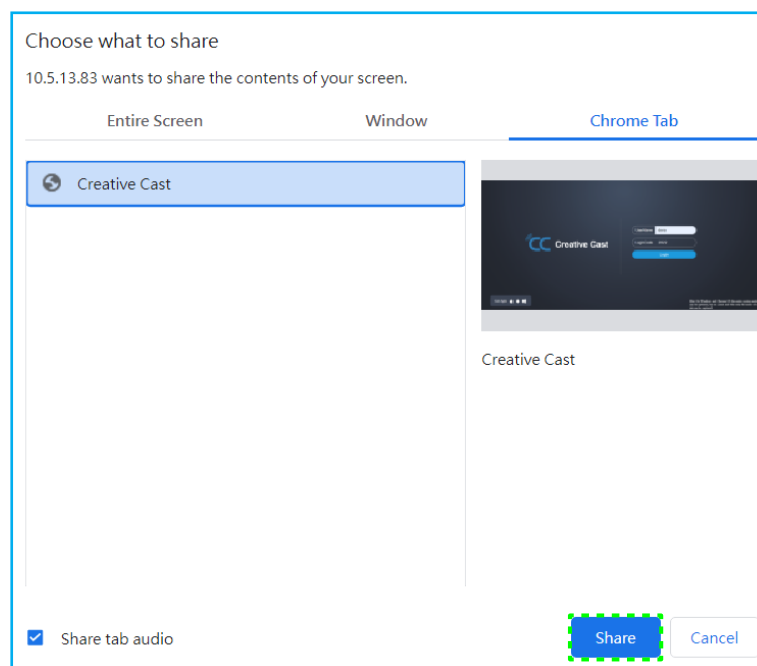 Choose what to share
10.5.13.83 wants to share the contents of your screen.
Entire Screen
Window
Chrome Tab
Creative Cast
CC Creative Cast
Creative Cast
Share tab audio
Share
Cancel